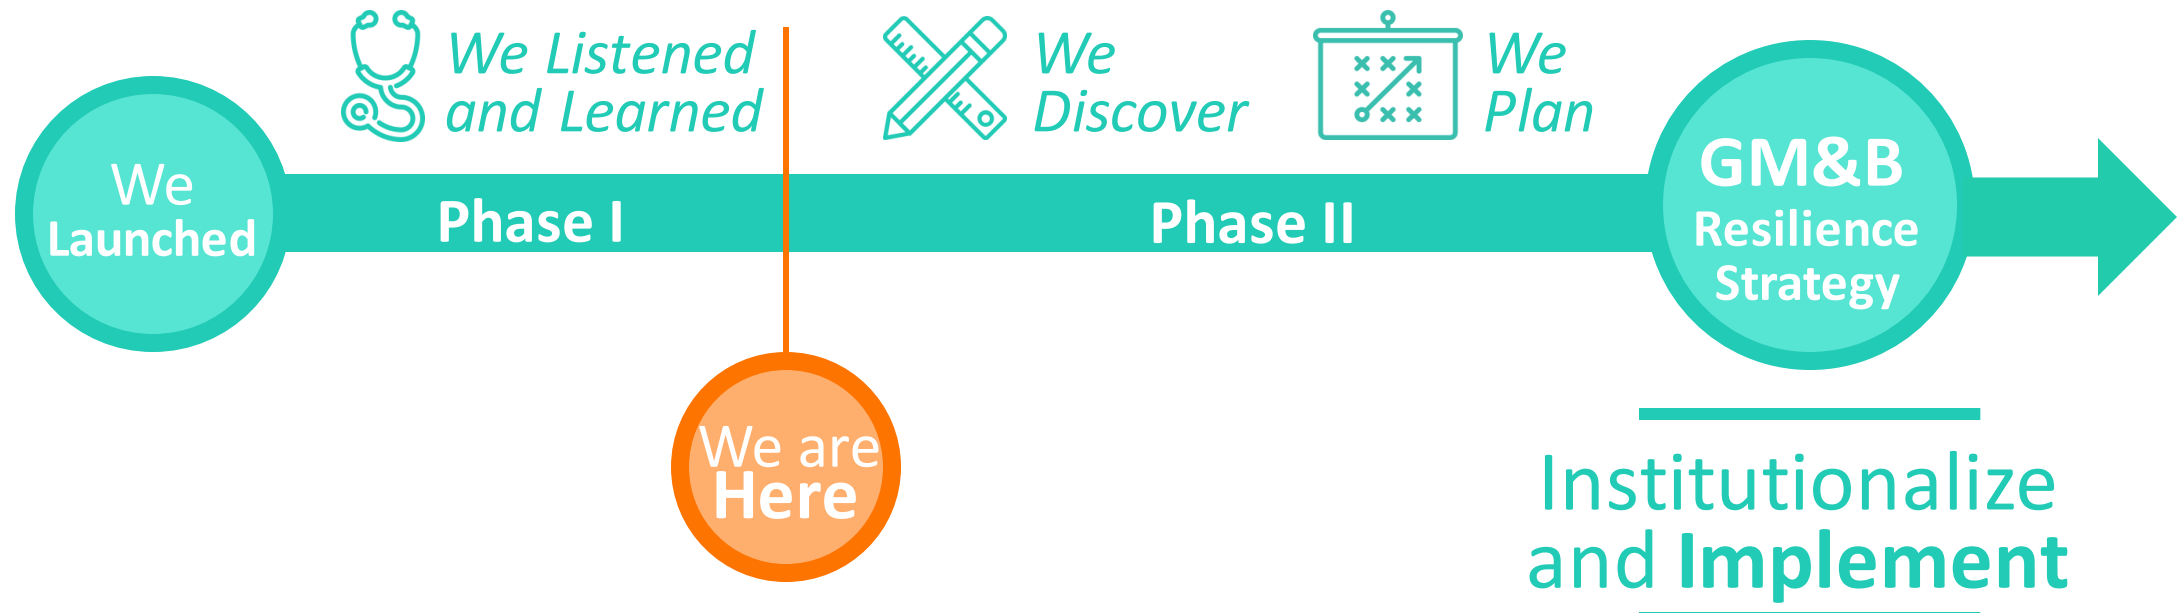 We
Launched
We Listened
and Learned
Phase I
We are
Here
We
Discover
We
Plan
Phase II
GM&B
Resilience
Strategy
Institutionalize
and Implement